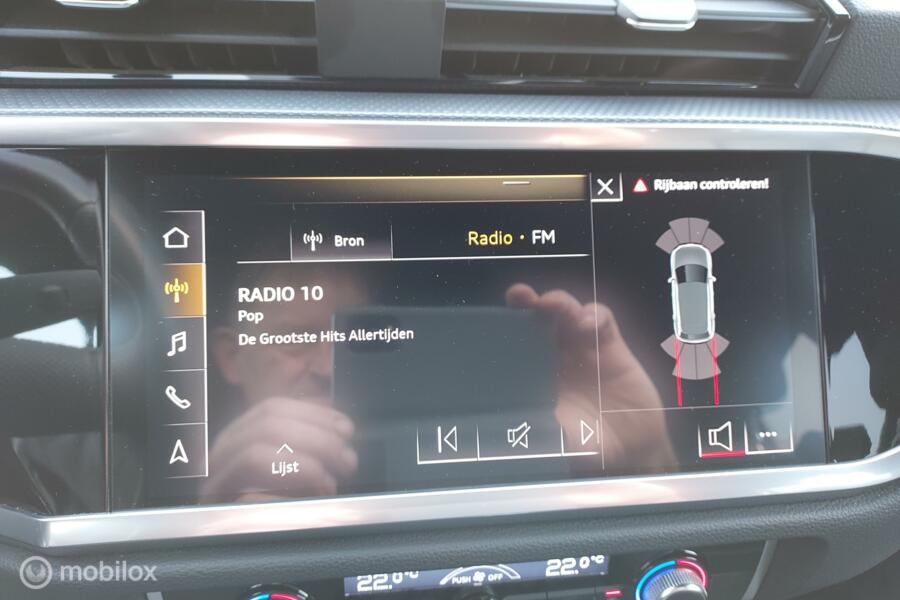 Rijbaan controleren!
Bron
Radio · FM
RADIO 10
Pop
De Grootste Hits Allertijden
Lijst
22.0°C
PUSH OFF
22.0°C
mobilox